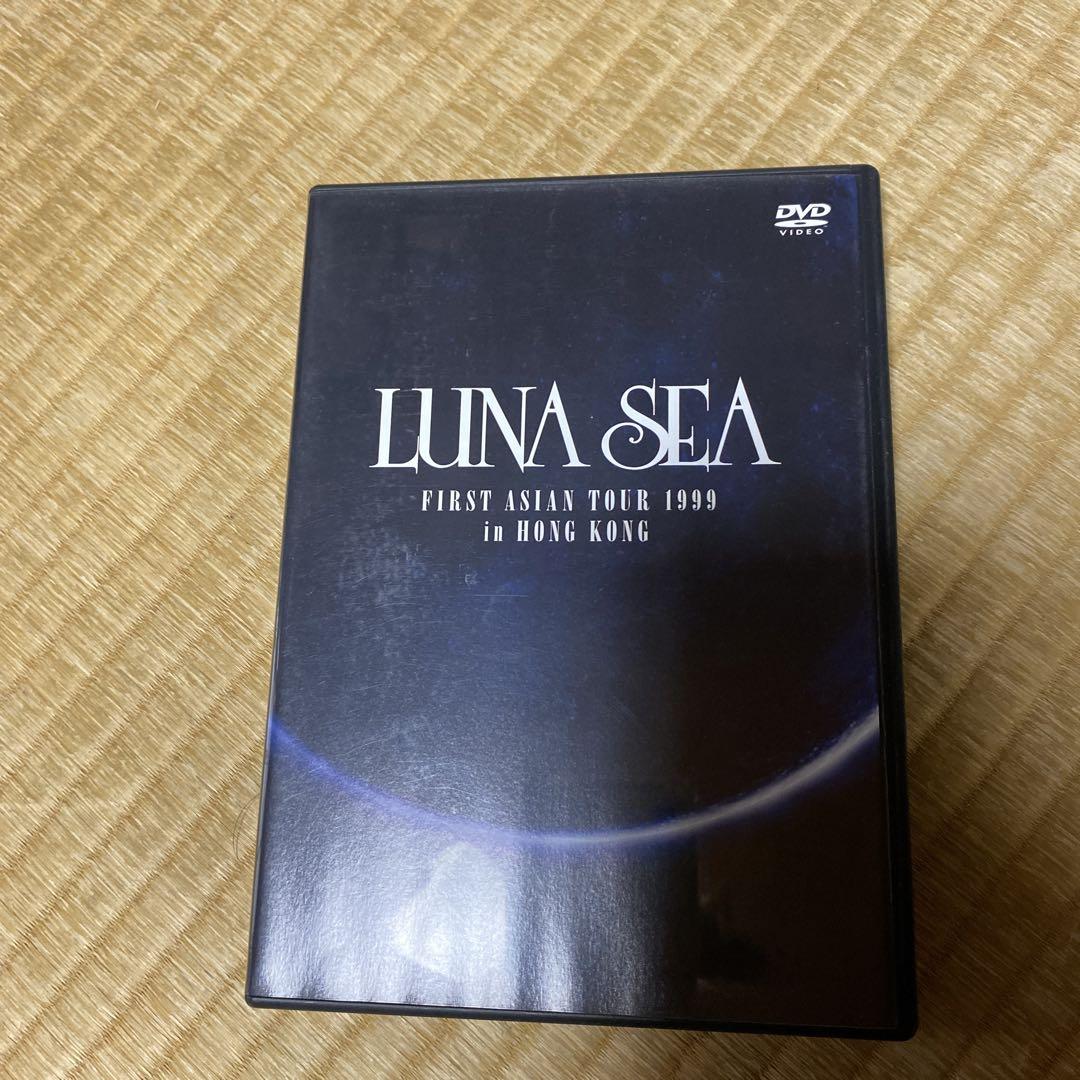 DVD
VIDEO
LUNA SEA
FIRST ASIAN TOUR 1999
in HONG KONG